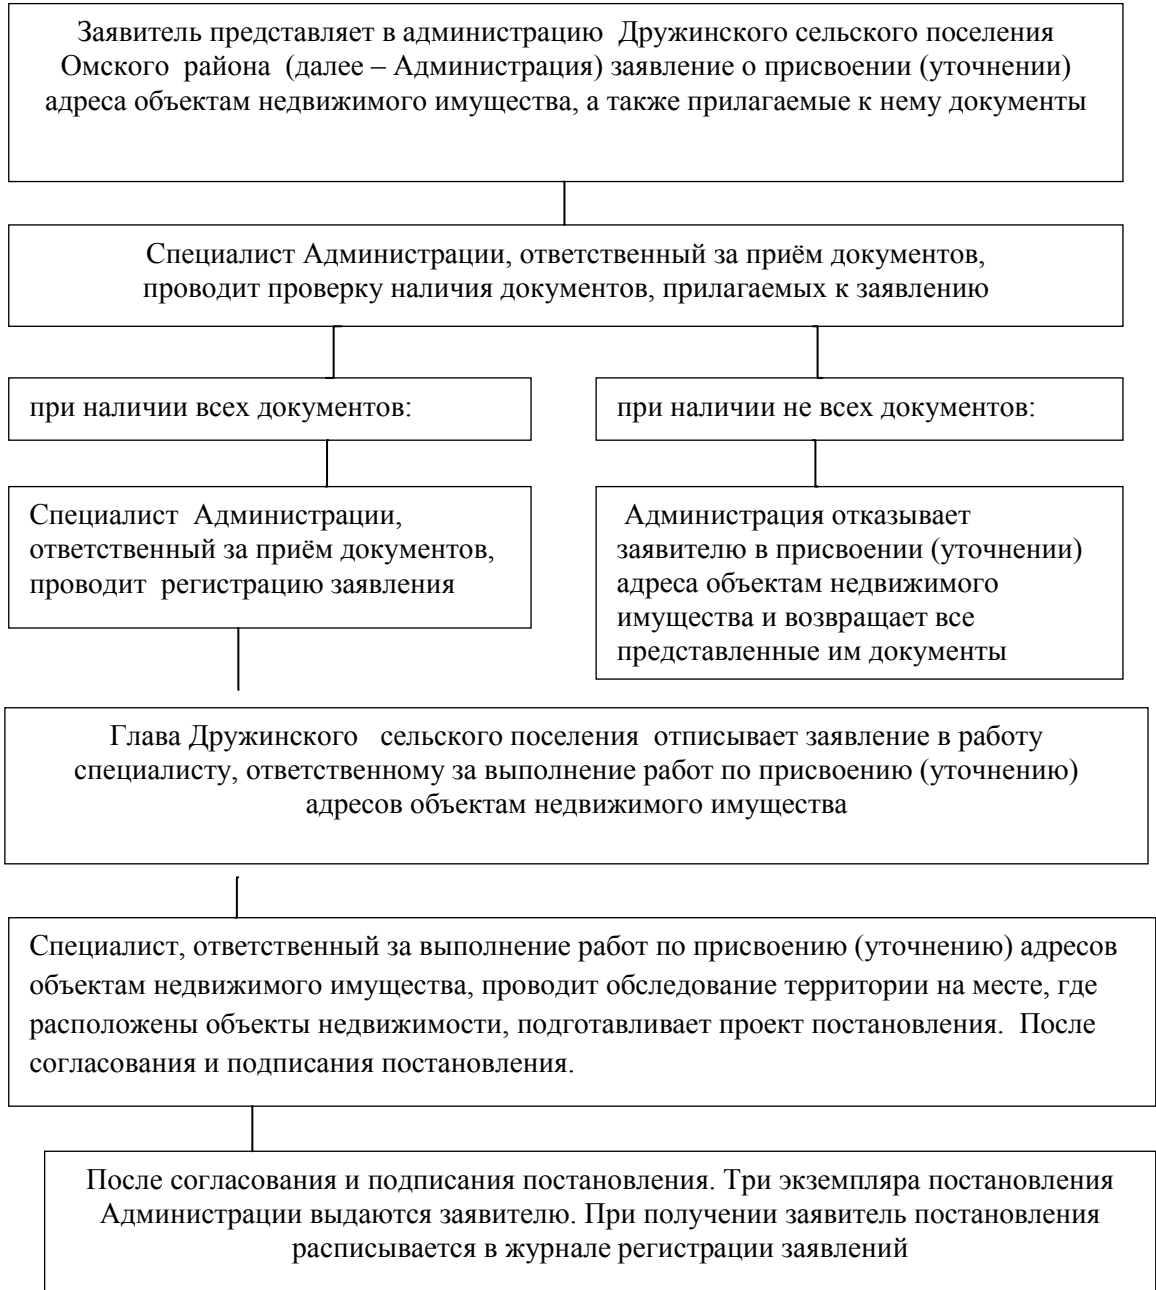 Заявитель представляет в администрацию Дружинского сельского поселения
Омского района (далее – Администрация) заявление о присвоении (уточнении)
адреса объектам недвижимого имущества, а также прилагаемые к нему документы
Специалист Администрации, ответственный за приём документов,
проводит проверку наличия документов, прилагаемых к заявлению
при наличии всех документов:
при наличии не всех документов:
Специалист Администрации,
ответственный за приём документов,
проводит регистрацию заявления
Администрация отказывает
заявителю в присвоении (уточнении)
адреса объектам недвижимого
имущества и возвращает все
представленные им документы
Глава Дружинского сельского поселения отписывает заявление в работу
специалисту, ответственному за выполнение работ по присвоению (уточнению)
адресов объектам недвижимого имущества
Специалист, ответственный за выполнение работ по присвоению (уточнению) адресов
объектам недвижимого имущества, проводит обследование территории на месте, где
расположены объекты недвижимости, подготавливает проект постановления. После
согласования и подписания постановления.
После согласования и подписания постановления. Три экземпляра постановления
Администрации выдаются заявителю. При получении заявитель постановления
расписывается в журнале регистрации заявлений